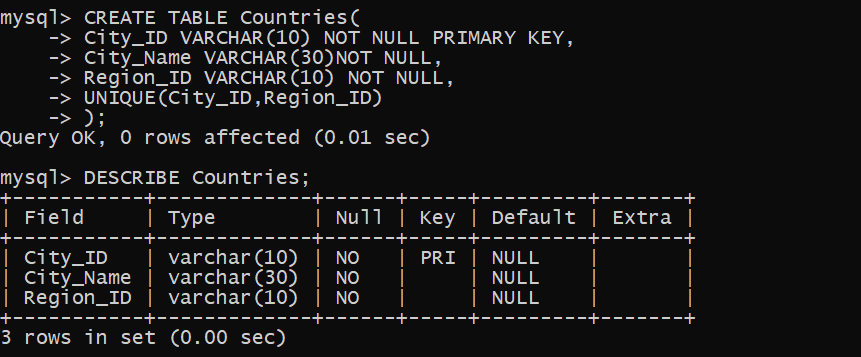 mysql> CREATE TABLE Countries(
    -> City_ID VARCHAR(10) NOT NULL PRIMARY KEY,
    -> City_Name VARCHAR(30)NOT NULL,
    -> Region_ID VARCHAR(10) NOT NULL,
    -> UNIQUE(City_ID,Region_ID)
    -> );
Query OK, 0 rows affected (0.01 sec)

mysql> DESCRIBE Countries;
+-----------+-------------+------+-----+---------+-------+
| Field     | Type        | Null | Key | Default | Extra |
+-----------+-------------+------+-----+---------+-------+
| City_ID   | varchar(10) | NO   | PRI | NULL    |       |
| City_Name | varchar(30) | NO   |     | NULL    |       |
| Region_ID | varchar(10) | NO   |     | NULL    |       |
+-----------+-------------+------+-----+---------+-------+
3 rows in set (0.00 sec)